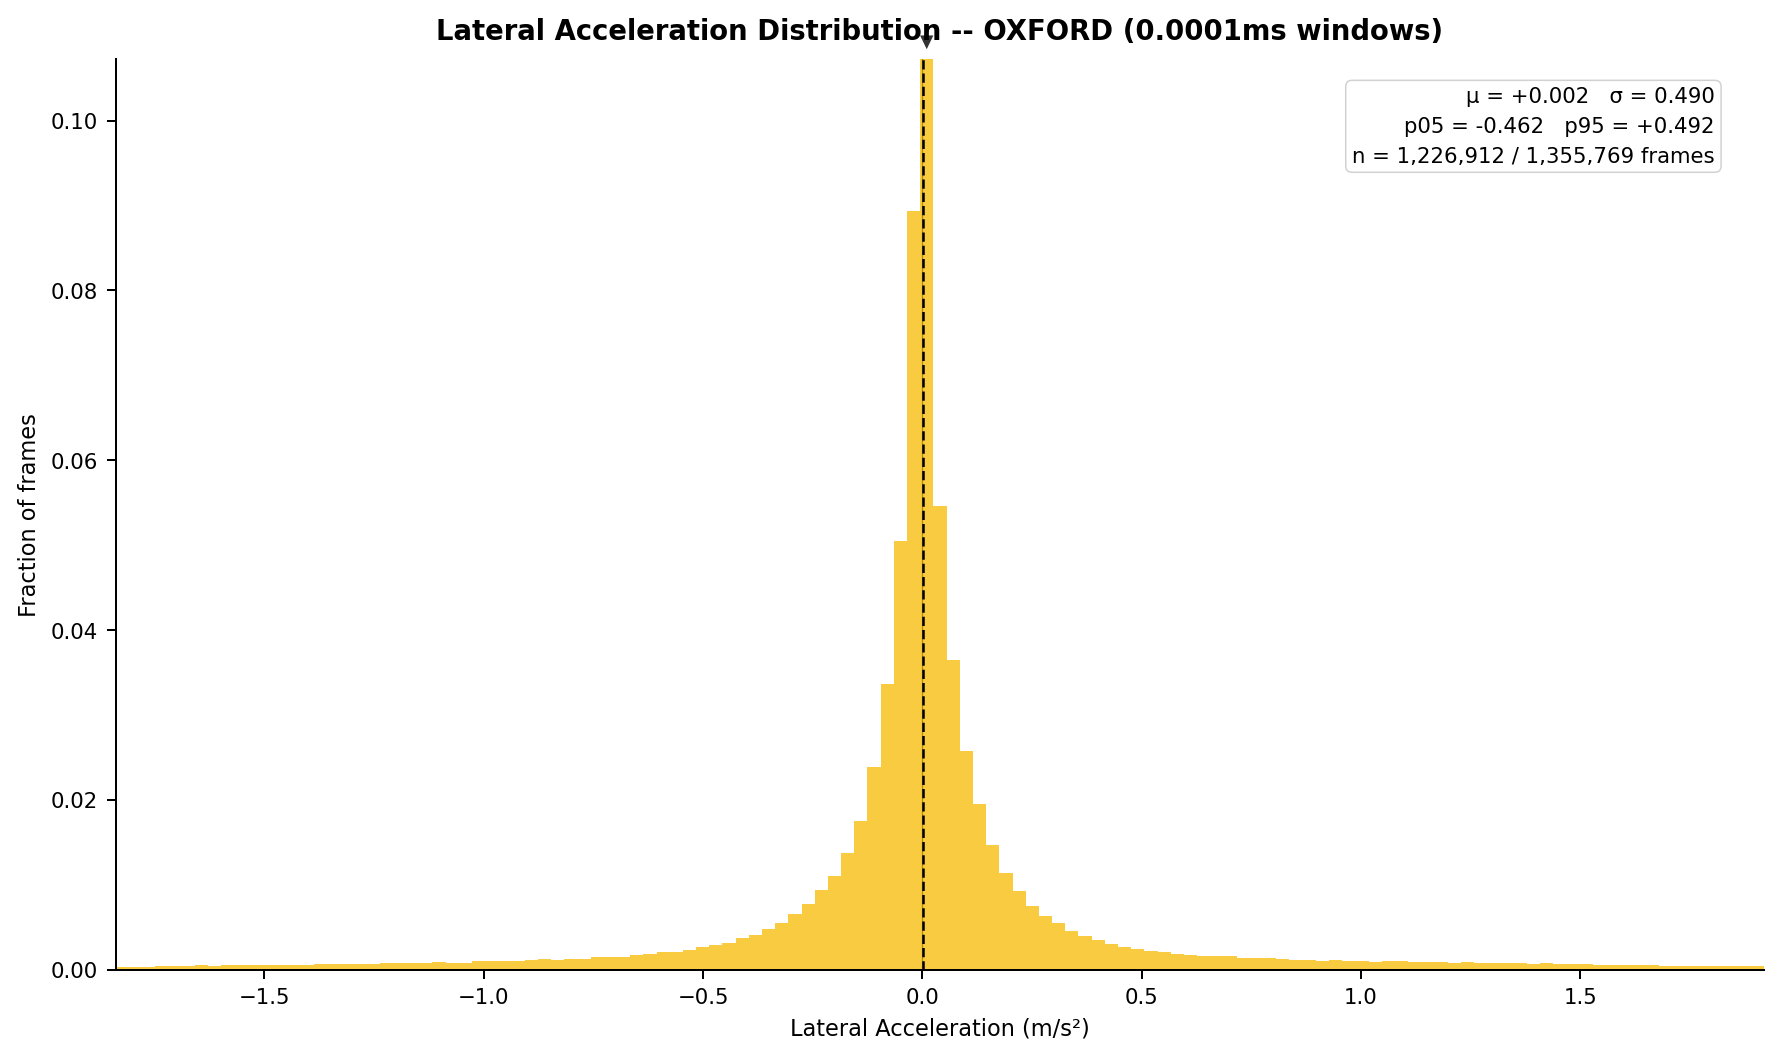 Lateral Acceleration Distribution -- OXFORD (0.0001ms windows)
μ = +0.002   σ = 0.490
p05 = -0.462   p95 = +0.492
n = 1,226,912 / 1,355,769 frames
Fraction of frames
0.10
0.08
0.06
0.04
0.02
0.00
−1.5
−1.0
−0.5
0.0
0.5
1.0
1.5
Lateral Acceleration (m/s²)